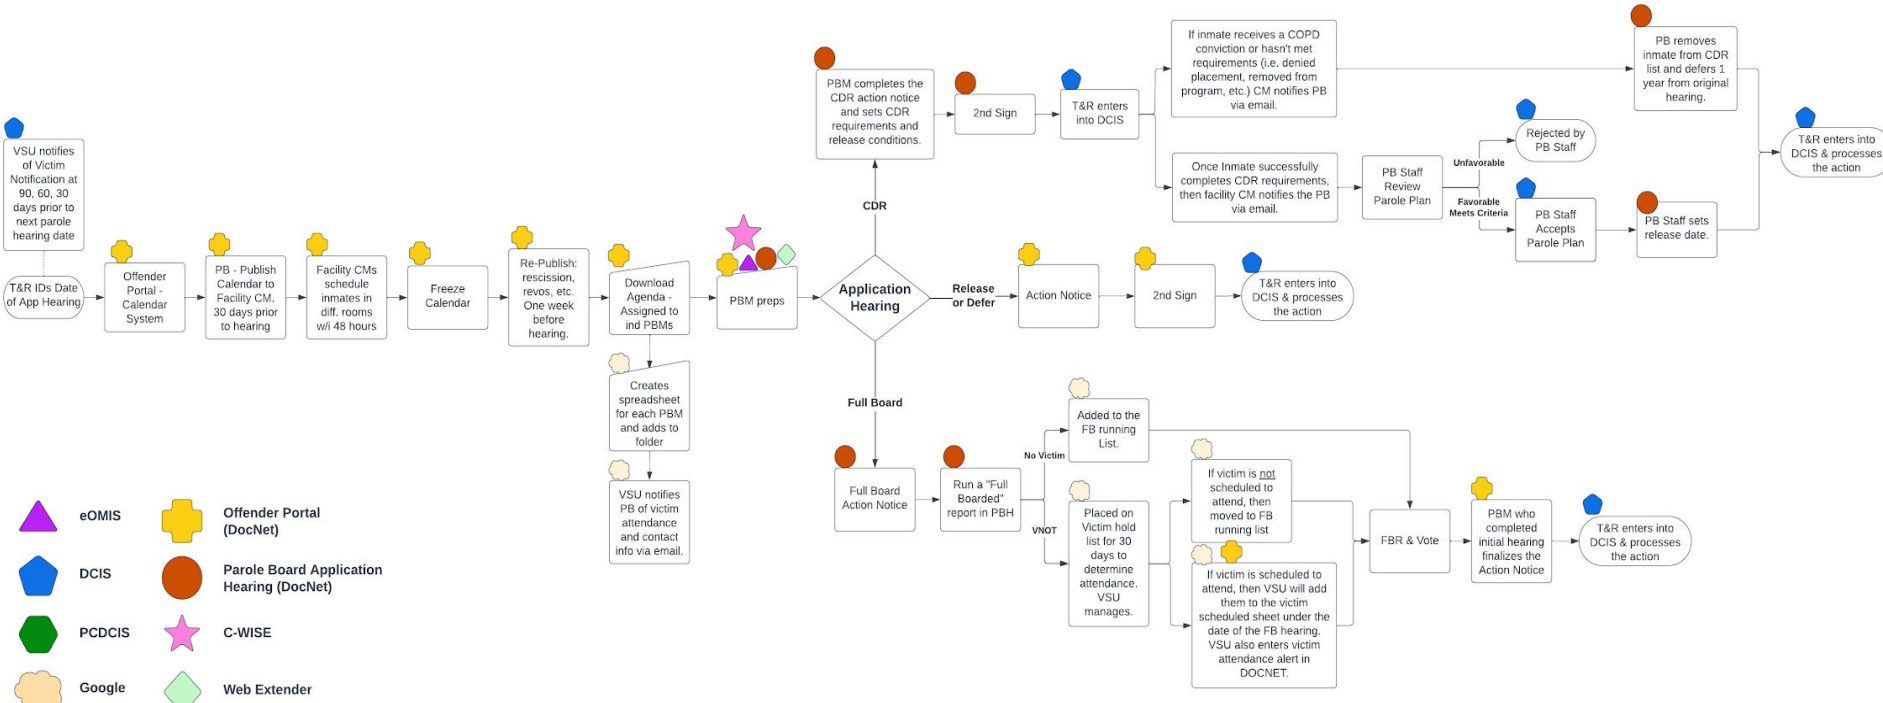 VSU notifies
of Victim
Notification at
90, 60, 30
days prior to
next parole
hearing date
T&R IDs Date
of App Hearing
Offender
Portal -
Calendar
System
PB - Publish
Calendar to
Facility CM.
30 days prior
to hearing
Facility CMs
schedule
inmates in
diff. rooms
w/i 48 hours
Freeze
Calendar
Re-Publish:
rescission,
revos, etc.
One week
before
hearing.
Download
Agenda -
Assigned to
ind PBMs
Creates
spreadsheet
for each PBM
and adds to
folder
VSU notifies
PB of victim
attendance
and contact
info via email.
PBM preps
Application
Hearing
CDR
PBM completes the
CDR action notice
and sets CDR
requirements and
release conditions.
2nd Sign
T&R enters
into DCIS
If inmate receives a COPD
conviction or hasn't met
requirements (i.e. denied
placement, removed from
program, etc.) CM notifies PB
via email.
PB removes
inmate from CDR
list and defers 1
year from original
hearing.
Once Inmate successfully
completes CDR requirements,
then facility CM notifies the PB
via email.
PB Staff
Review
Parole Plan
Unfavorable
Rejected by
PB Staff
Favorable
Meets Criteria
PB Staff
Accepts
Parole Plan
PB Staff sets
release date.
T&R enters into
DCIS & processes
the action
Release
or Defer
Action Notice
2nd Sign
T&R enters into
DCIS & processes
the action
Full Board
Full Board
Action Notice
Run a "Full
Boarded"
report in PBH
No Victim
Added to the
FB running
List.
VNOT
Placed on
Victim hold
list for 30
days to
determine
attendance.
VSU
manages.
If victim is not
scheduled to
attend, then
moved to FB
running list
If victim is scheduled to
attend, then VSU will add
them to the victim
scheduled sheet under the
date of the FB hearing.
VSU also enters victim
attendance alert in
DOCNET.
FBR & Vote
PBM who
completed
initial hearing
finalizes the
Action Notice
T&R enters into
DCIS & processes
the action
eOMIS
Offender Portal
(DocNet)
DCIS
Parole Board Application
Hearing (DocNet)
PCDCIS
C-WISE
Google
Web Extender